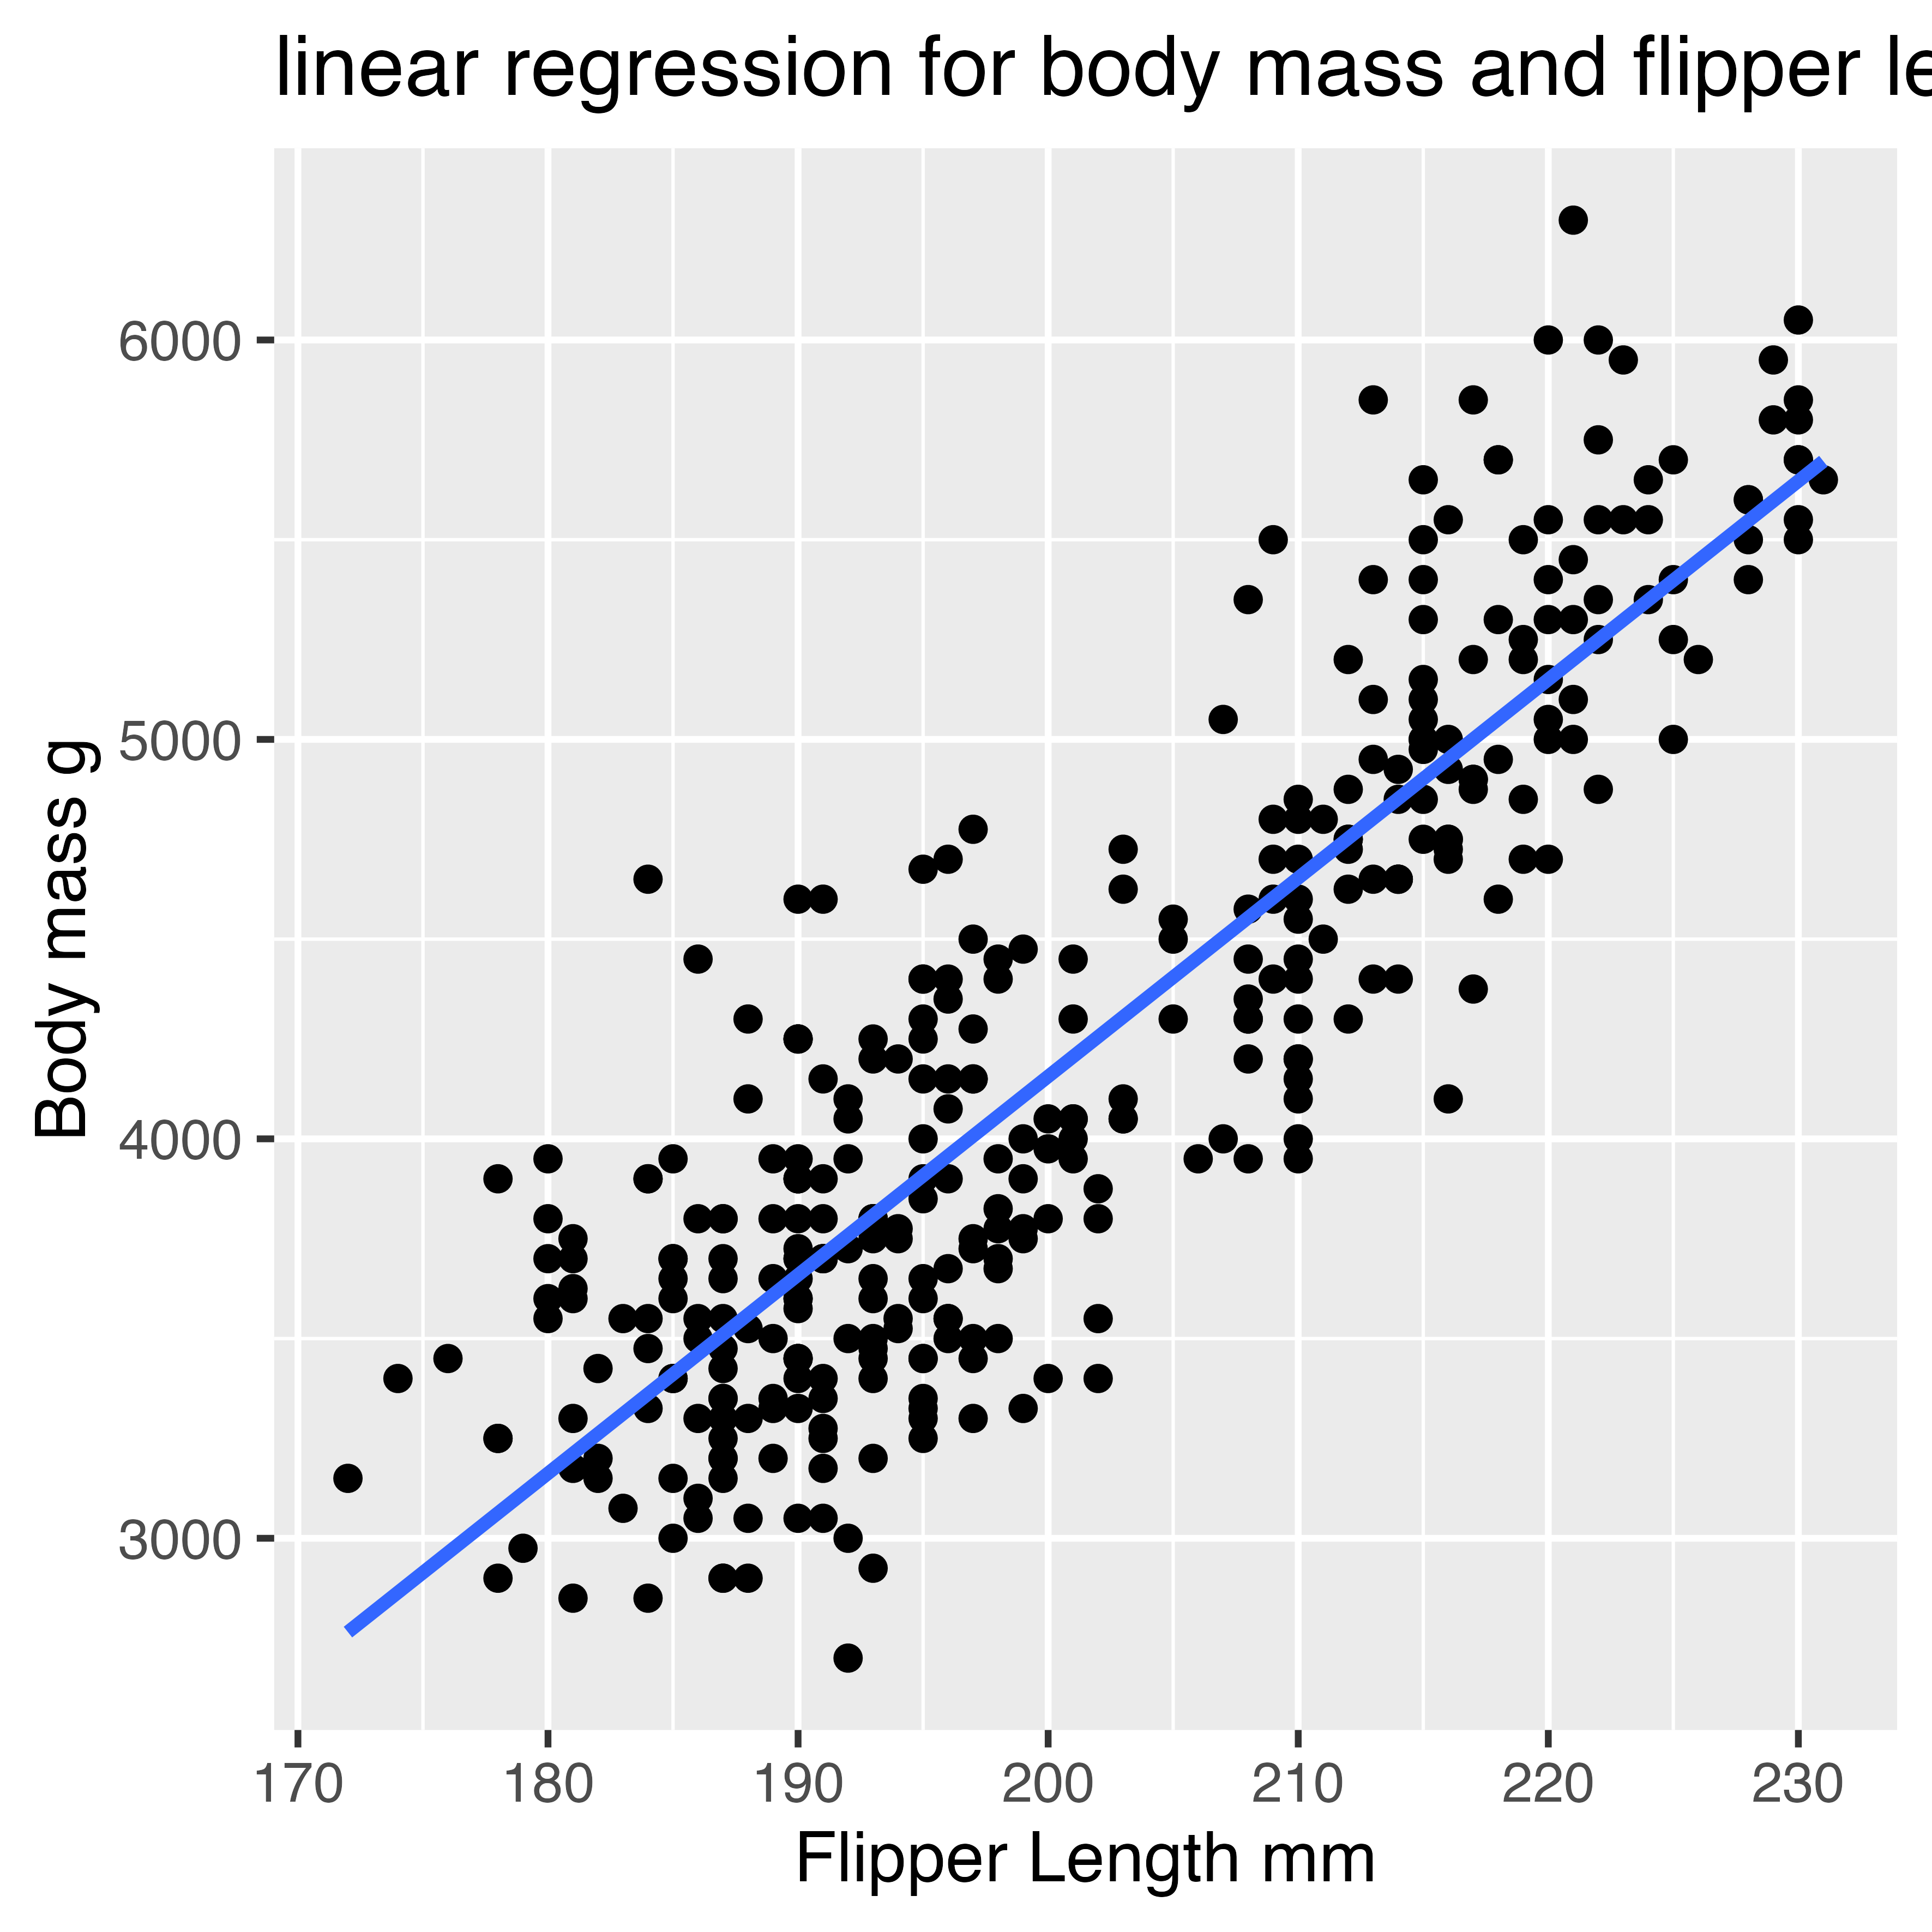 linear regression for body mass and flipper le
6000
5000
4000
3000
Body mass g
170 180 190 200 210 220 230
Flipper Length mm